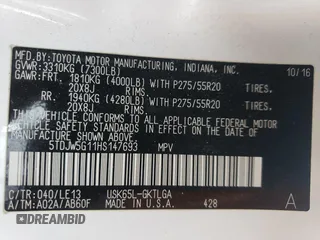 MFD.BY:TOYOTA MOTOR MANUFACTURING, INDIANA, INC.
GVWR: 3310KG (7300LB) 10/16
GAWR:FRT. 1810KG (4000LB) WITH P275/55R20 TIRES,
20X8J RIMS,
RR. 1940KG (4280LB) WITH P275/55R20 TIRES,
20X8J RIMS,
THIS VEHICLE CONFORMS TO ALL APPLICABLE FEDERAL MOTOR
VEHICLE SAFETY STANDARDS IN EFFECT ON THE DATE OF
MANUFACTURE SHOWN ABOVE.
5TDJW5G11HS147693 MPV
C/TR:040/LE13 USK65L-GKTLGA A
A/TM:A02A/AB60F MADE IN U.S.A. 428
DEALERSHIP